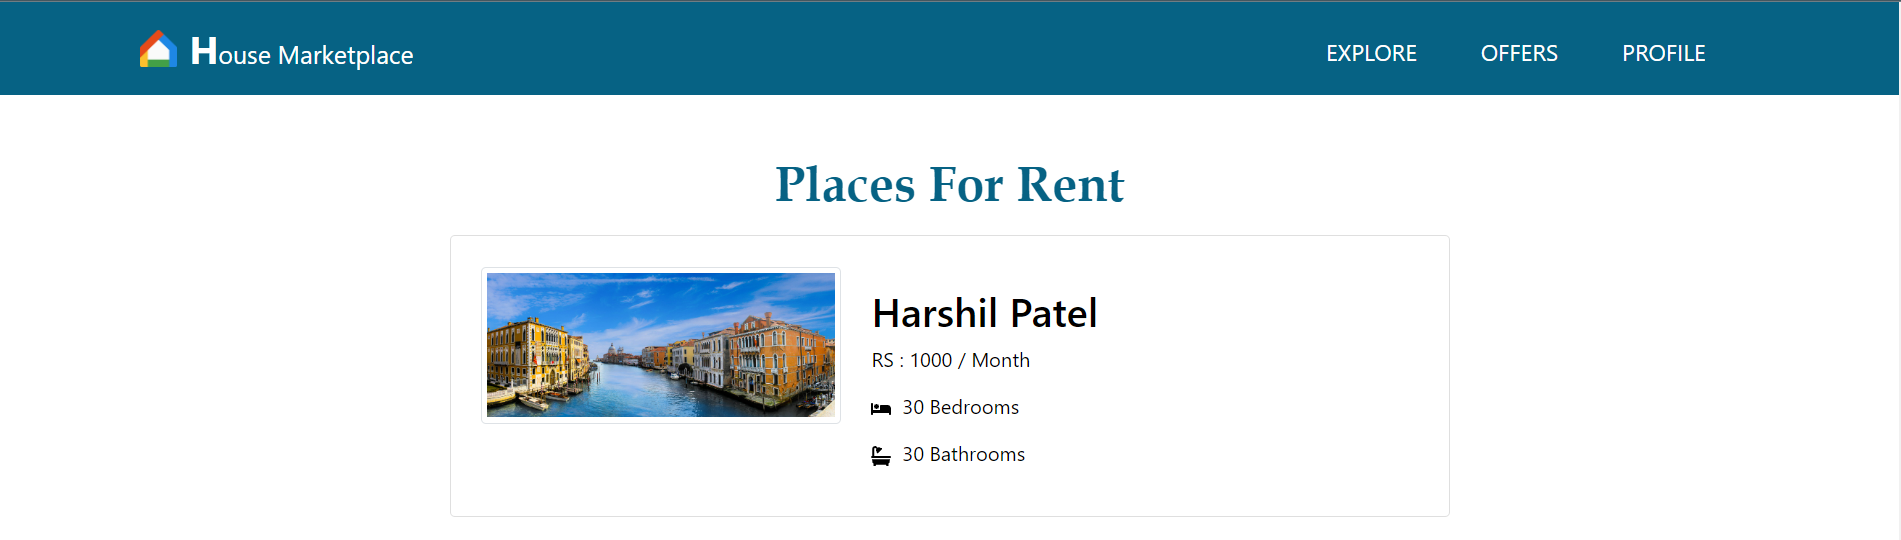 House Marketplace
EXPLORE OFFERS PROFILE
Places For Rent
Harshil Patel
RS : 1000 / Month
30 Bedrooms
30 Bathrooms